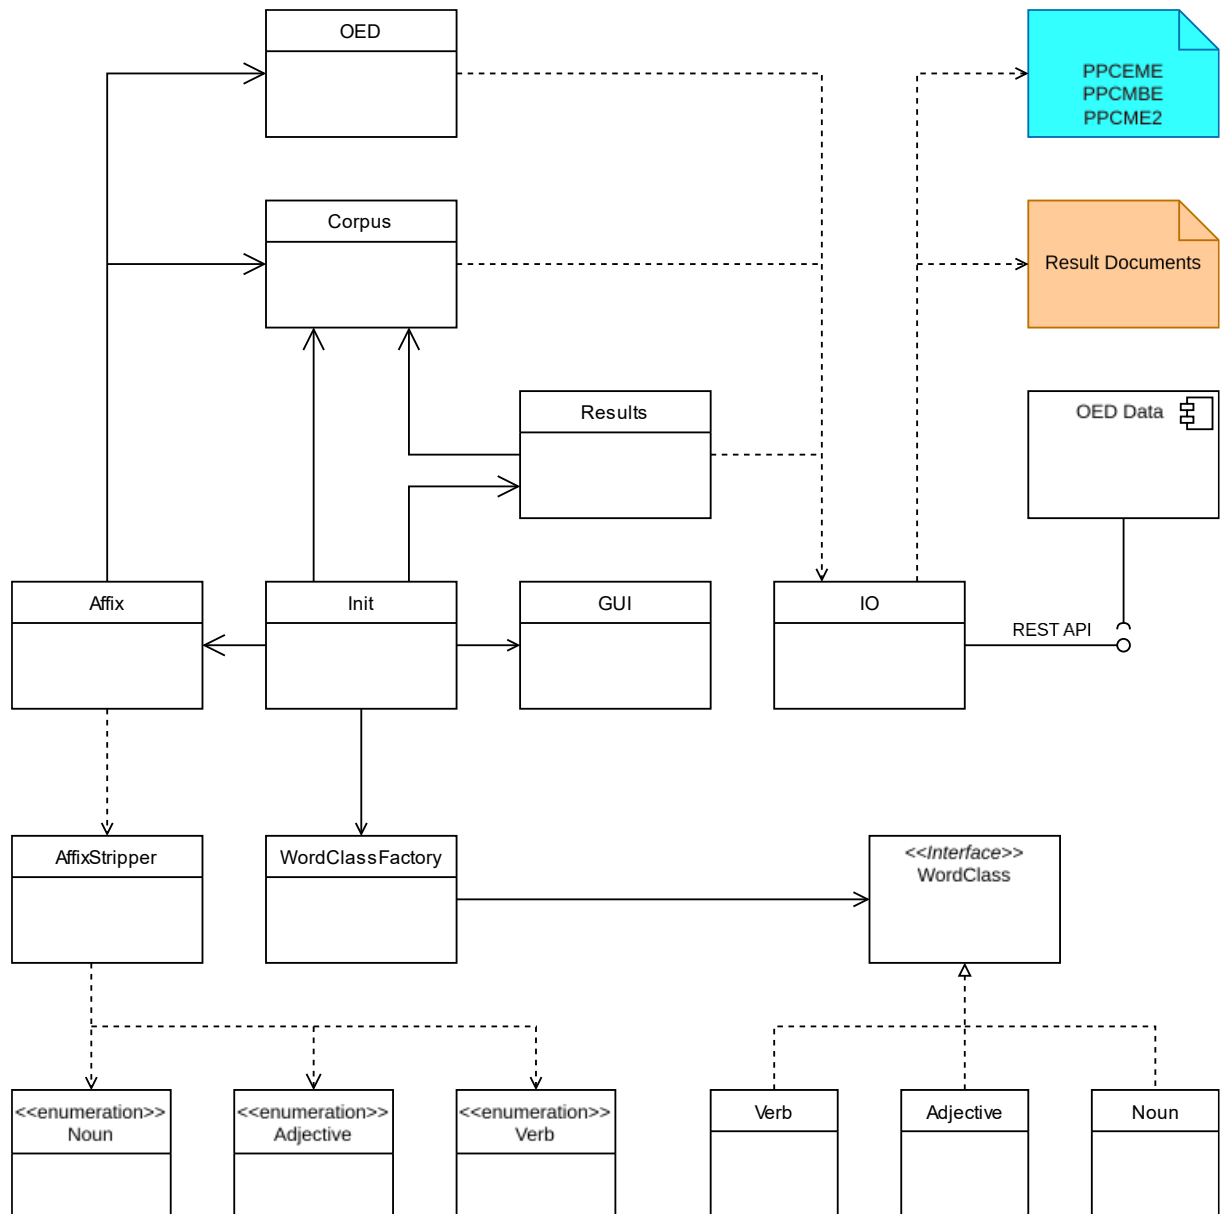 OED
PPCEME
PPCMBE
PPCME2
Corpus
Result Documents
Results
OED Data
Affix
Init
GUI
IO
REST API
AffixStripper
WordClassFactory
<<Interface>>
WordClass
<<enumeration>>
Noun
<<enumeration>>
Adjective
<<enumeration>>
Verb
Verb
Adjective
Noun